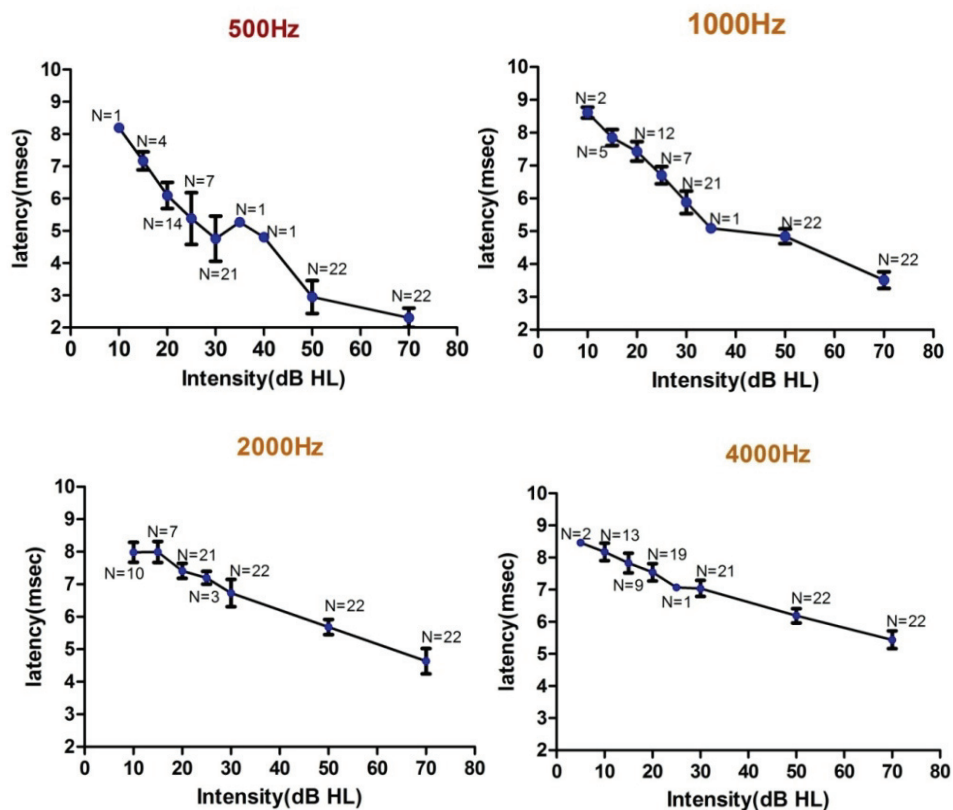 500Hz
10
9
8
7
6
5
4
3
2
latency(msec)
N=1
N=4
N=7
N=14
N=21
N=1
N=1
N=22
N=22
0 10 20 30 40 50 60 70 80
Intensity(dB HL)
1000Hz
10
9
8
7
6
5
4
3
2
latency(msec)
N=2
N=5
N=12
N=7
N=21
N=1
N=22
N=22
0 10 20 30 40 50 60 70 80
Intensity(dB HL)
2000Hz
10
9
8
7
6
5
4
3
2
latency(msec)
N=7
N=10
N=21
N=3
N=22
N=22
N=22
0 10 20 30 40 50 60 70 80
Intensity(dB HL)
4000Hz
10
9
8
7
6
5
4
3
2
latency(msec)
N=2
N=13
N=9
N=19
N=1
N=21
N=22
N=22
0 10 20 30 40 50 60 70 80
Intensity(dB HL)